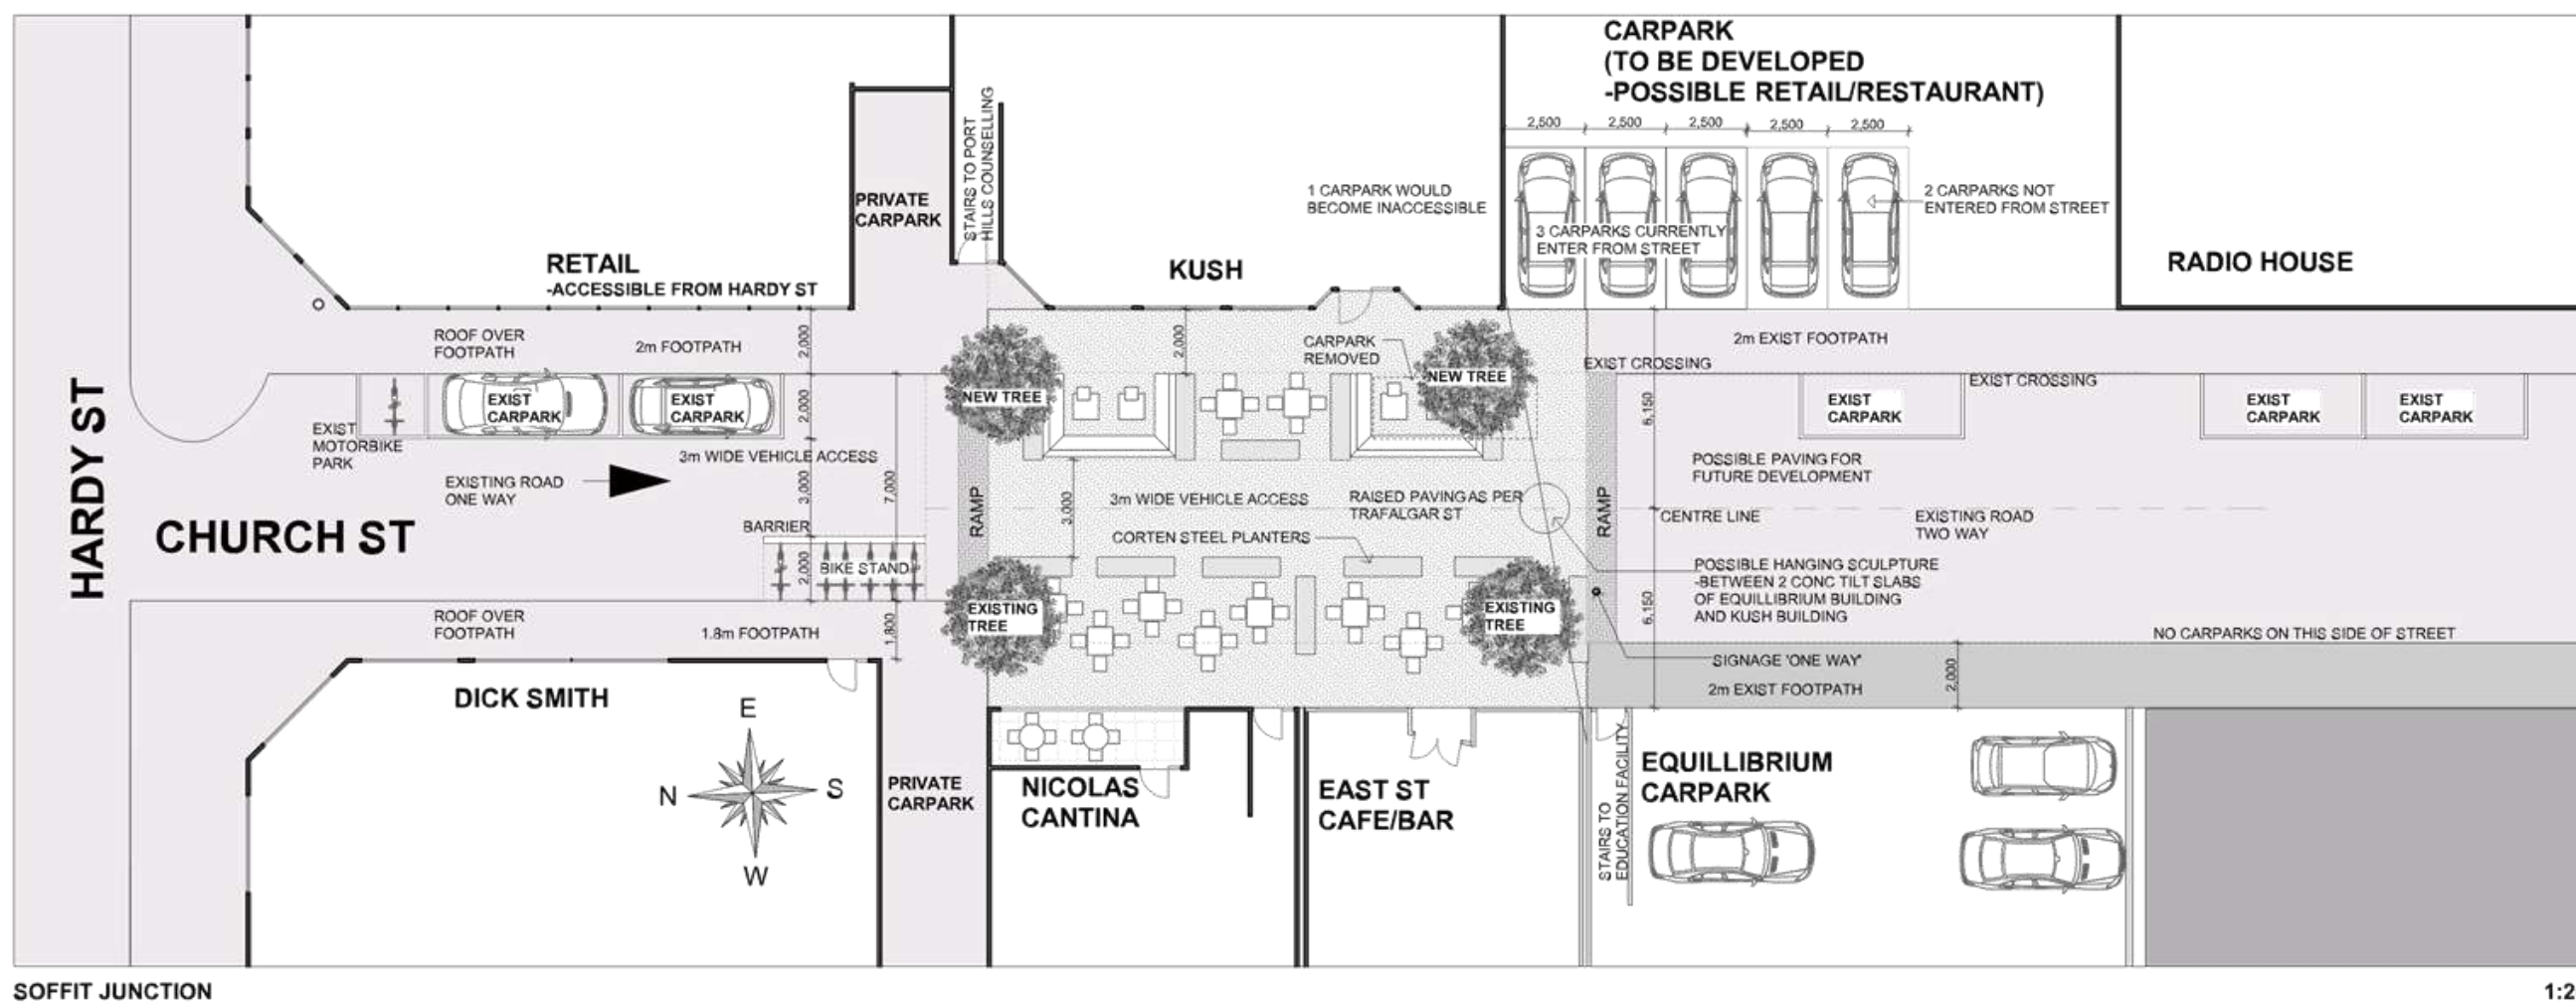 CARPARK
(TO BE DEVELOPED
-POSSIBLE RETAIL/RESTAURANT)
2,500
2,500
2,500
2,500
2,500
STAIRS TO PORT
HILLS COUNSELLING
PRIVATE
CARPARK
1 CARPARK WOULD
BECOME INACCESSIBLE
2 CARPARKS NOT
ENTERED FROM STREET
3 CARPARKS CURRENTLY
ENTER FROM STREET
RETAIL
-ACCESSIBLE FROM HARDY ST
KUSH
RADIO HOUSE
ROOF OVER
FOOTPATH
2m FOOTPATH
2,000
2,000
CARPARK
REMOVED
2m EXIST FOOTPATH
EXIST CROSSING
EXIST CROSSING
NEW TREE
NEW TREE
EXIST
CARPARK
EXIST
CARPARK
2,000
6,150
EXIST
CARPARK
EXIST
CARPARK
EXIST
CARPARK
EXIST
MOTORBIKE
PARK
3m WIDE VEHICLE ACCESS
EXISTING ROAD
ONE WAY
3,000
7,000
RAMP
3,000
3m WIDE VEHICLE ACCESS
RAISED PAVING AS PER
TRAFALGAR ST
RAMP
POSSIBLE PAVING FOR
FUTURE DEVELOPMENT
CENTRE LINE
EXISTING ROAD
TWO WAY
HARDY ST
CHURCH ST
BARRIER
BIKE STAND
2,000
CORTEN STEEL PLANTERS
POSSIBLE HANGING SCULPTURE
-BETWEEN 2 CONC TILT SLABS
OF EQUILLIBRIUM BUILDING
AND KUSH BUILDING
6,150
ROOF OVER
FOOTPATH
1.8m FOOTPATH
1,800
EXISTING
TREE
EXISTING
TREE
NO CARPARKS ON THIS SIDE OF STREET
SIGNAGE 'ONE WAY'
2m EXIST FOOTPATH
2,000
DICK SMITH
E
N
S
W
PRIVATE
CARPARK
NICOLAS
CANTINA
EAST ST
CAFE/BAR
STAIRS TO
EDUCATION FACILITY
EQUILLIBRIUM
CARPARK
SOFFIT JUNCTION
1:2